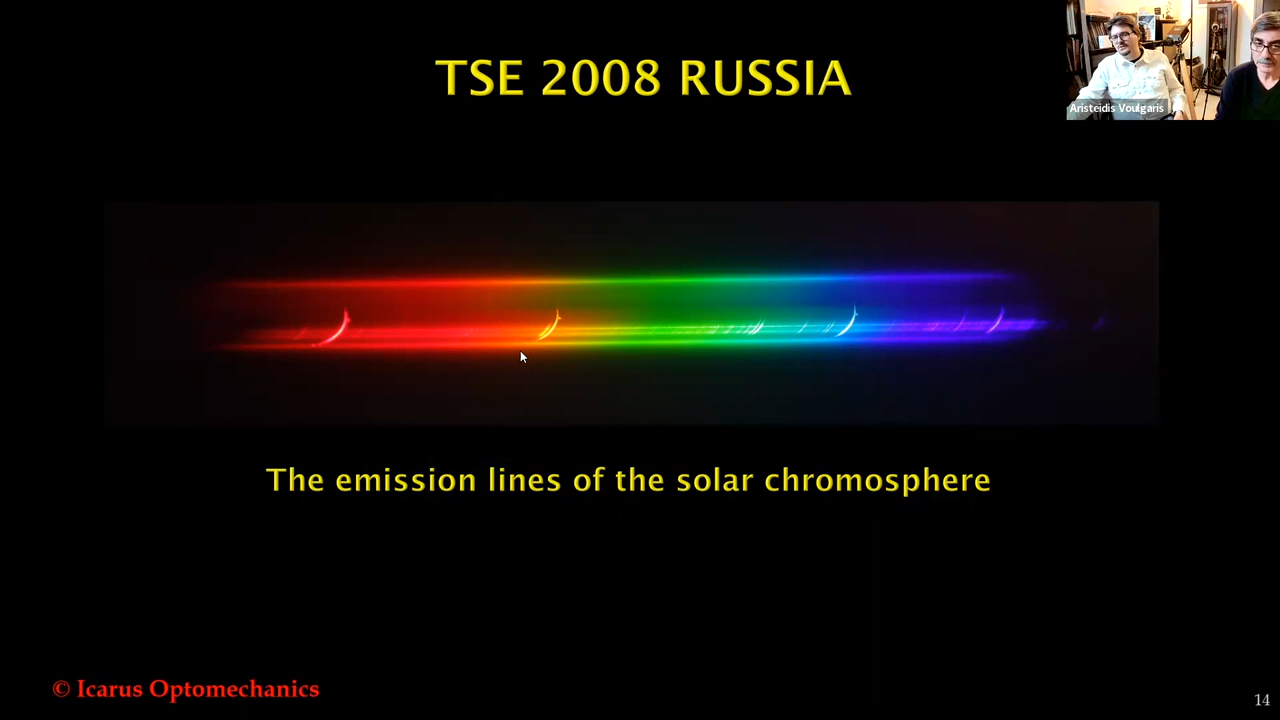 TSE 2008 RUSSIA
Aristeidis Voulgaris
The emission lines of the solar chromosphere
© Icarus Optomechanics
14